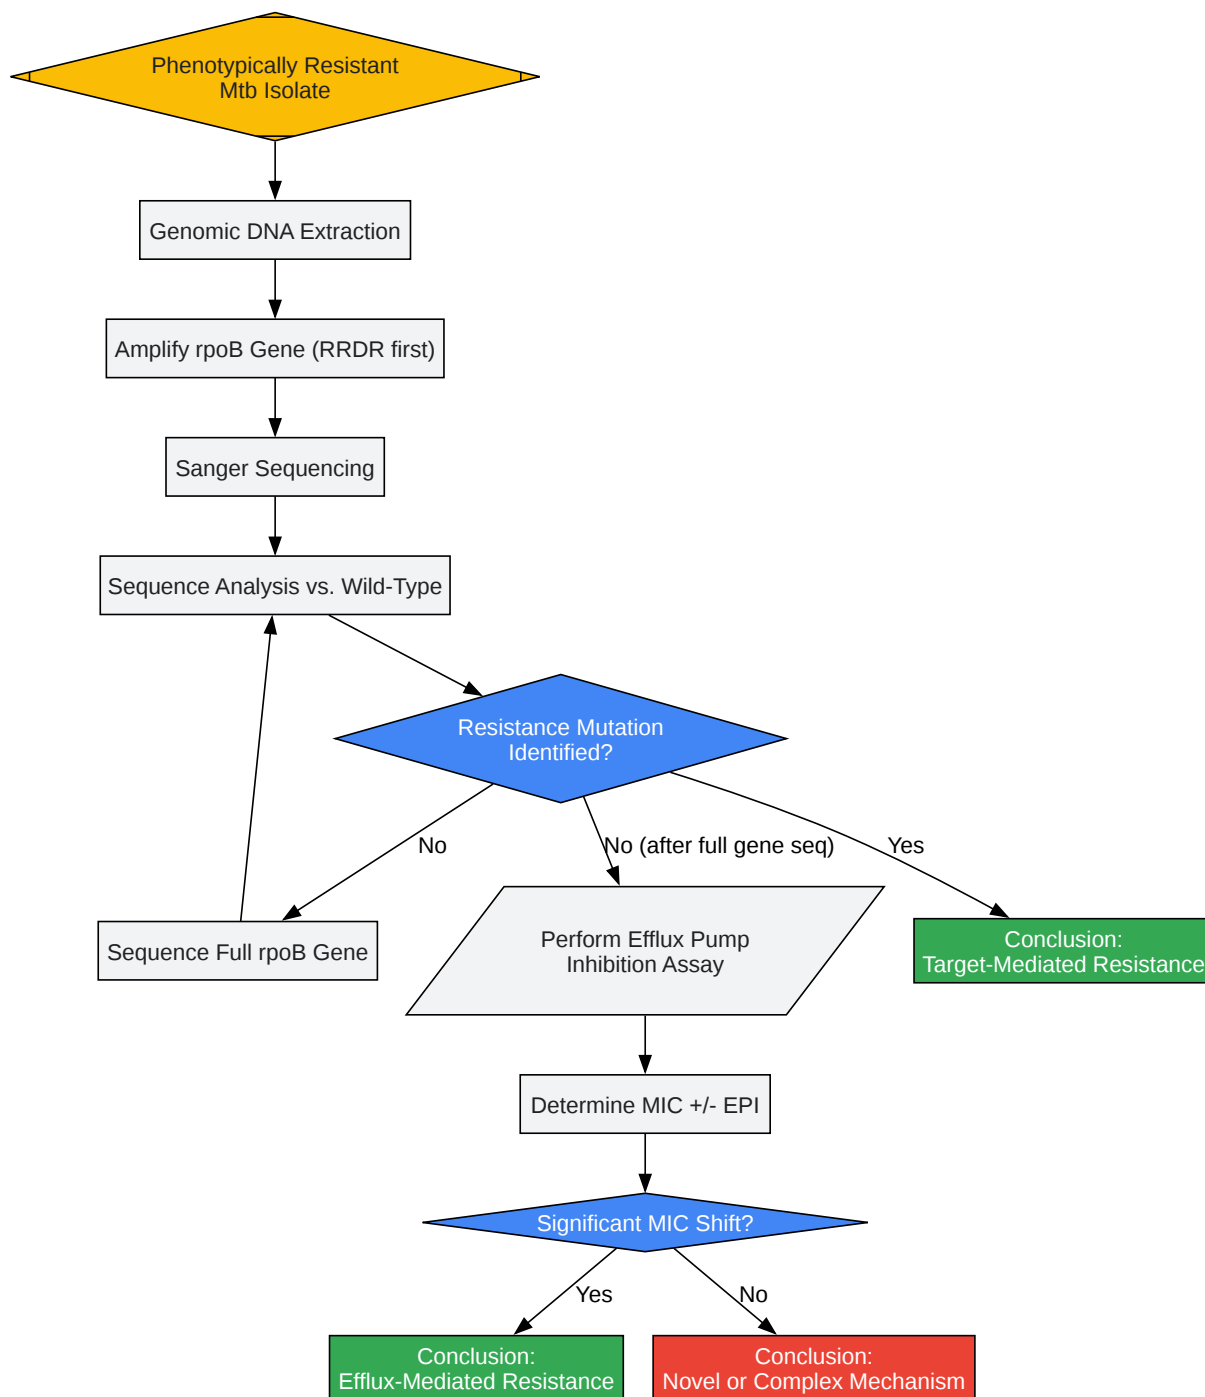 Phenotypically Resistant
Mtb Isolate
Genomic DNA Extraction
Amplify rpoB Gene (RRDR first)
Sanger Sequencing
Sequence Analysis vs. Wild-Type
Resistance Mutation
Identified?
No
No (after full gene seq)
Yes
Sequence Full rpoB Gene
Perform Efflux Pump
Inhibition Assay
Conclusion:
Target-Mediated Resistance
Determine MIC +/- EPI
Significant MIC Shift?
Yes
No
Conclusion:
Efflux-Mediated Resistance
Conclusion:
Novel or Complex Mechanism